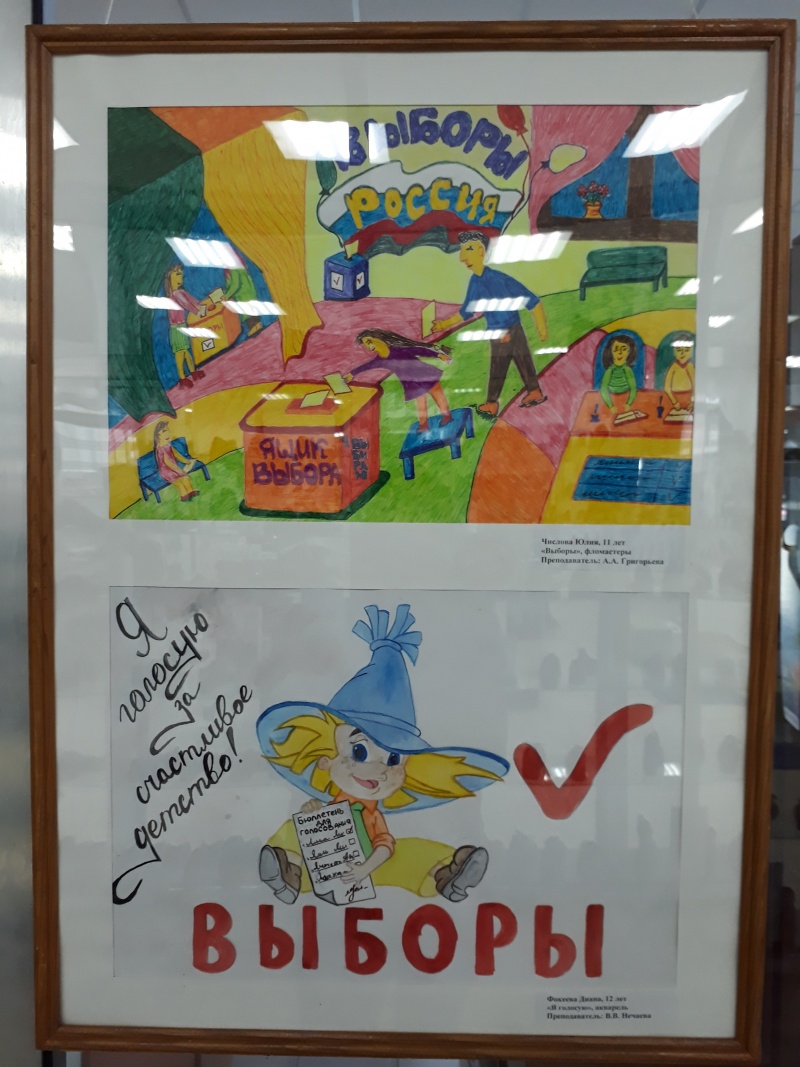 ВЫБОРЫ
РОССИЯ
ЯЩИК
ВЫБОРА
Числова Юлия, 11 лет
«Выборы», фломастеры
Преподаватель: А.А. Григорьева
Я
голосую
за
счастливое
детство!
Бюллетень
для
голосования
ВЫБОРЫ
Фокеева Диана, 12 лет
«Я голосую», акварель
Преподаватель: В.В. Нечаева